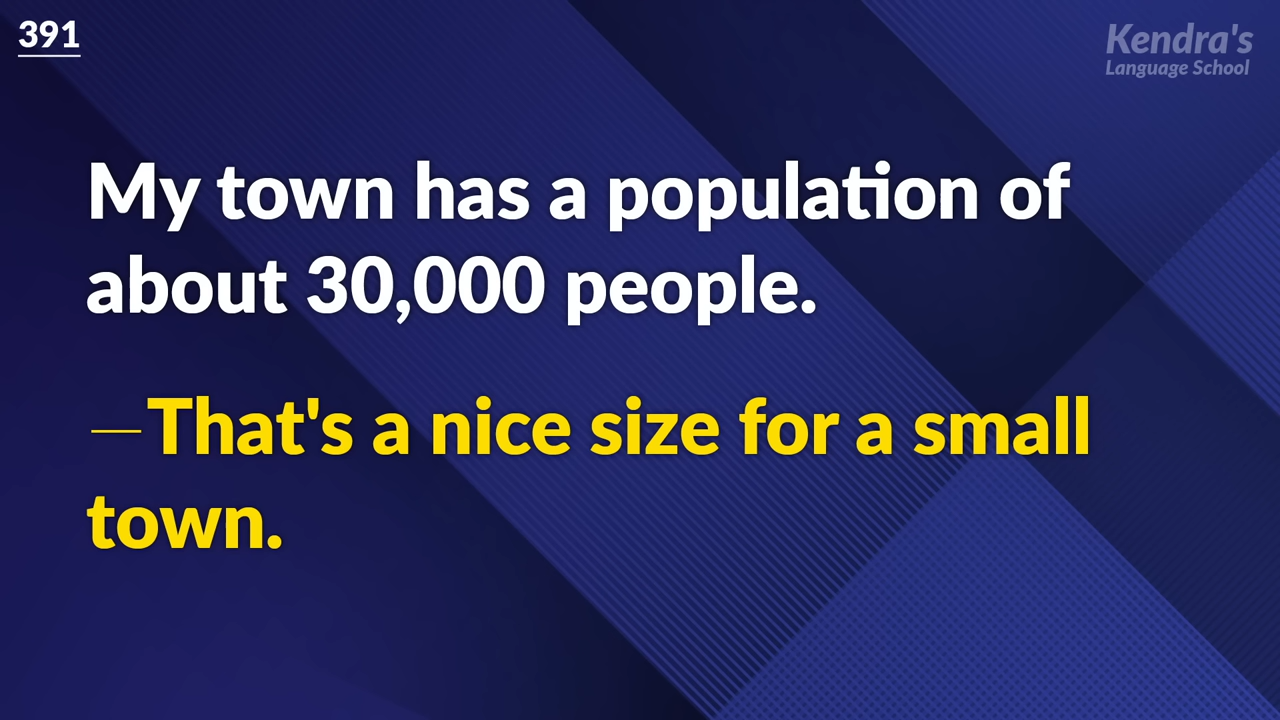 391
Kendra's
Language School
My town has a population of
about 30,000 people.
—That's a nice size for a small
town.